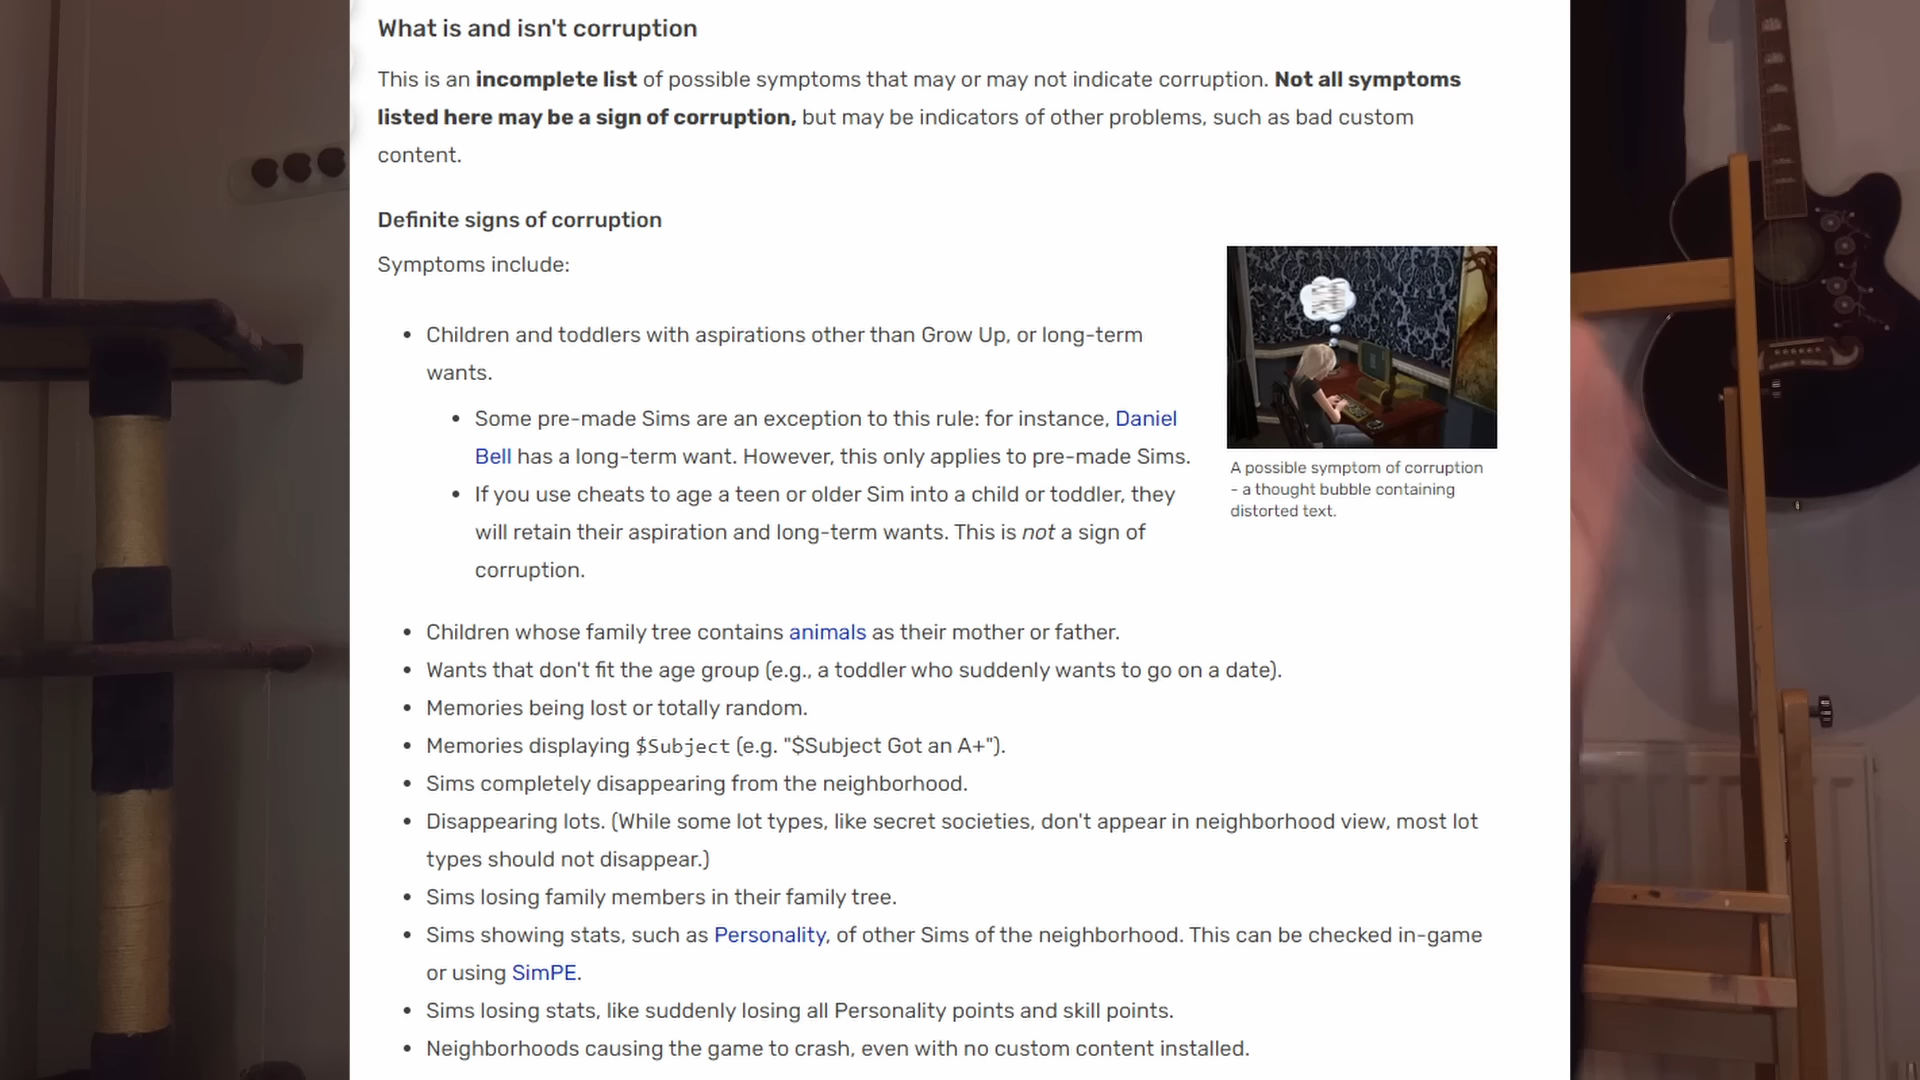 What is and isn't corruption
This is an incomplete list of possible symptoms that may or may not indicate corruption. Not all symptoms
listed here may be a sign of corruption, but may be indicators of other problems, such as bad custom
content.
Definite signs of corruption
Symptoms include:
Children and toddlers with aspirations other than Grow Up, or long-term
wants.
Some pre-made Sims are an exception to this rule: for instance, Daniel
Bell has a long-term want. However, this only applies to pre-made Sims.
If you use cheats to age a teen or older Sim into a child or toddler, they
will retain their aspiration and long-term wants. This is not a sign of
corruption.
A possible symptom of corruption
- a thought bubble containing
distorted text.
Children whose family tree contains animals as their mother or father.
Wants that don't fit the age group (e.g., a toddler who suddenly wants to go on a date).
Memories being lost or totally random.
Memories displaying $Subject (e.g. "$Subject Got an A+").
Sims completely disappearing from the neighborhood.
Disappearing lots. (While some lot types, like secret societies, don't appear in neighborhood view, most lot
types should not disappear.)
Sims losing family members in their family tree.
Sims showing stats, such as Personality, of other Sims of the neighborhood. This can be checked in-game
or using SimPE.
Sims losing stats, like suddenly losing all Personality points and skill points.
Neighborhoods causing the game to crash, even with no custom content installed.